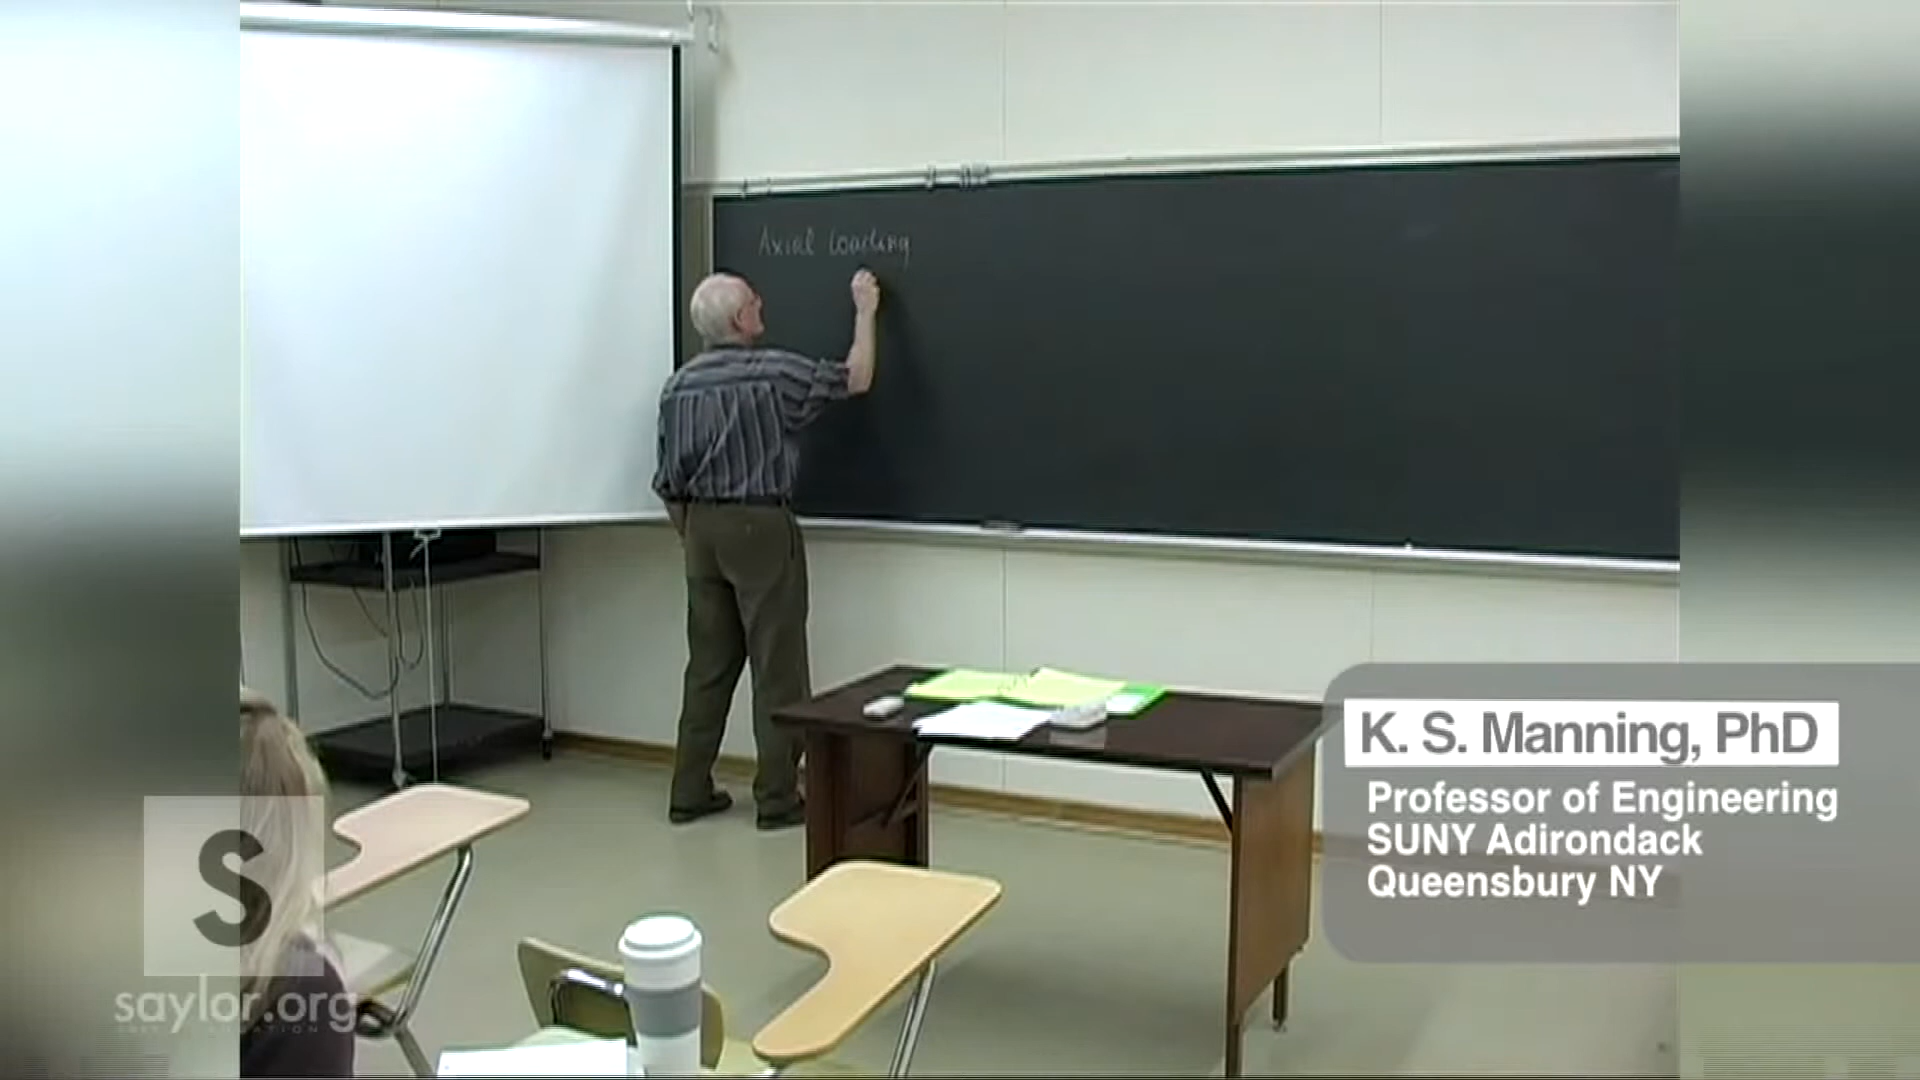 Axial Loading
K. S. Manning, PhD
Professor of Engineering
SUNY Adirondack
Queensbury NY
S
saylor.org